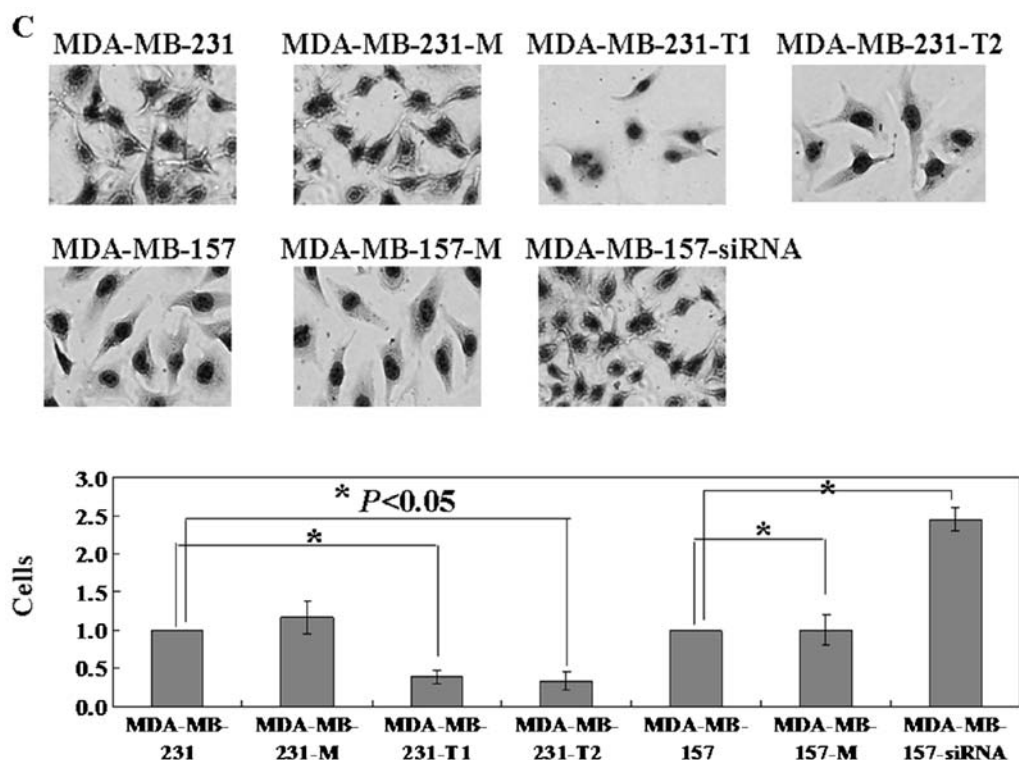 C
MDA-MB-231 MDA-MB-231-M MDA-MB-231-T1 MDA-MB-231-T2
MDA-MB-157 MDA-MB-157-M MDA-MB-157-siRNA
3.0
2.5
2.0
1.5
1.0
0.5
0.0
Cells
* P<0.05
*
*
*
MDA-MB- MDA-MB- MDA-MB- MDA-MB- MDA-MB- MDA-MB- MDA-MB-
231 231-M 231-T1 231-T2 157 157-M 157-siRNA